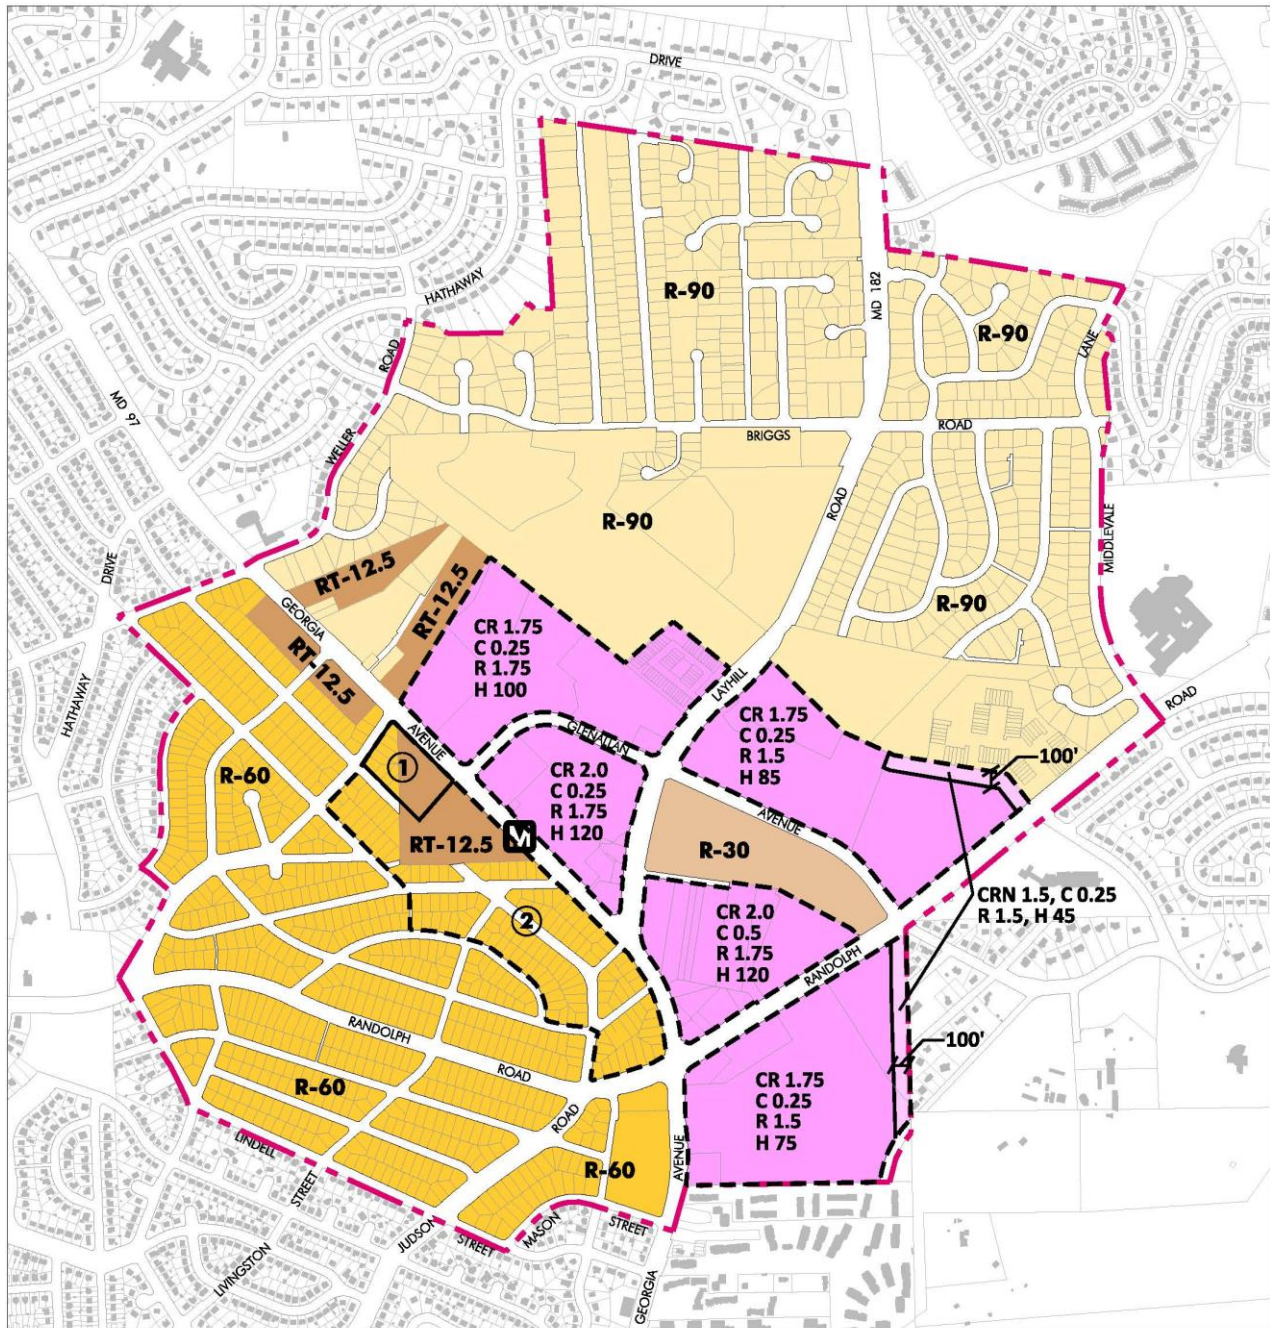 DRIVE
HATHAWAY
R-90
MD 182
R-90
LANE
ROAD
MD 97
WELLER
BRIGGS
ROAD
ROAD
R-90
MIDDLEVALE
DRIVE
RT-12.5
GEORGIA
RT-12.5
RT-12.5
R-90
HATHAWAY
CR 1.75
C 0.25
R 1.75
H 100
LAYHILL
ROAD
AVENUE
GLENALLAN
CR 1.75
C 0.25
R 1.5
H 85
100'
1
R-60
CR 2.0
C 0.25
R 1.75
H 120
AVENUE
RT-12.5
M
R-30
CRN 1.5, C 0.25
R 1.5, H 45
2
CR 2.0
C 0.5
R 1.75
H 120
RANDOLPH
RANDOLPH
ROAD
100'
R-60
CR 1.75
C 0.25
R 1.5
H 75
ROAD
LINDELL
STREET
R-60
AVENUE
JUDSON
STREET
MASON
STREET
LIVINGSTON
GEORGIA